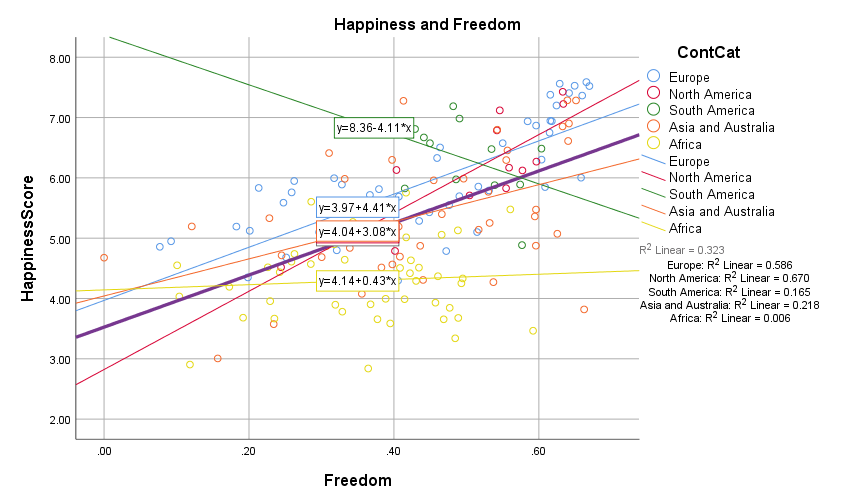 Happiness and Freedom
HappinessScore
8.00
7.00
6.00
5.00
4.00
3.00
2.00
y=8.36-4.11*x
y=3.97+4.41*x
y=4.04+3.08*x
y=4.14+0.43*x
.00 .20 .40 .60
Freedom
ContCat
Europe
North America
South America
Asia and Australia
Africa
Europe
North America
South America
Asia and Australia
Africa
R² Linear = 0.323
Europe: R² Linear = 0.586
North America: R² Linear = 0.670
South America: R² Linear = 0.165
Asia and Australia: R² Linear = 0.218
Africa: R² Linear = 0.006